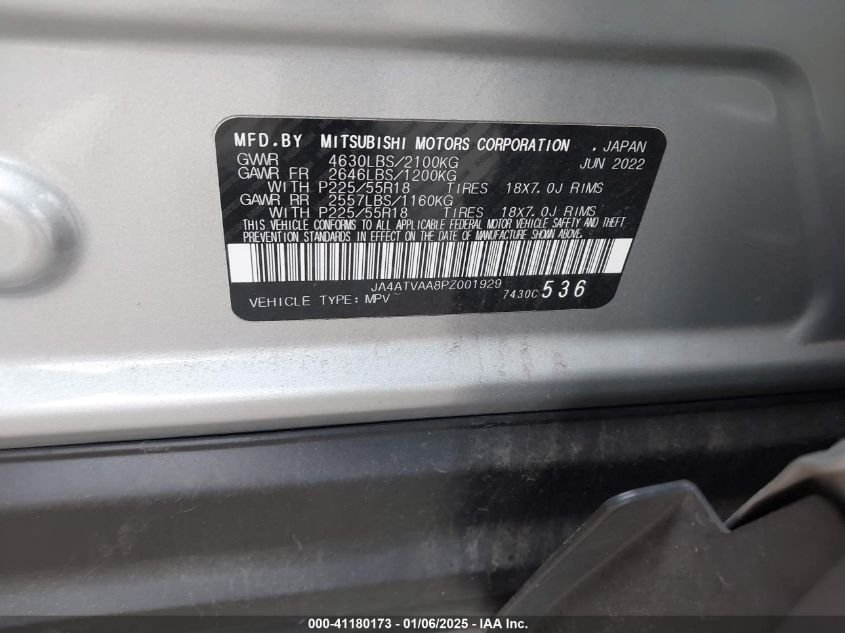 MFD.BY MITSUBISHI MOTORS CORPORATION , JAPAN
GVWR 4630LBS/2100KG JUN 2022
GAWR FR 2646LBS/1200KG
WITH P225/55R18 TIRES 18X7.0J RIMS
GAWR RR 2557LBS/1160KG
WITH P225/55R18 TIRES 18X7.0J RIMS
THIS VEHICLE CONFORMS TO ALL APPLICABLE FEDERAL MOTOR VEHICLE SAFETY AND THEFT
PREVENTION STANDARDS IN EFFECT ON THE DATE OF MANUFACTURE SHOWN ABOVE.
JA4ATVAA8PZ001929
VEHICLE TYPE: MPV 7430C 536
000-41180173 - 01/06/2025 - IAA Inc.